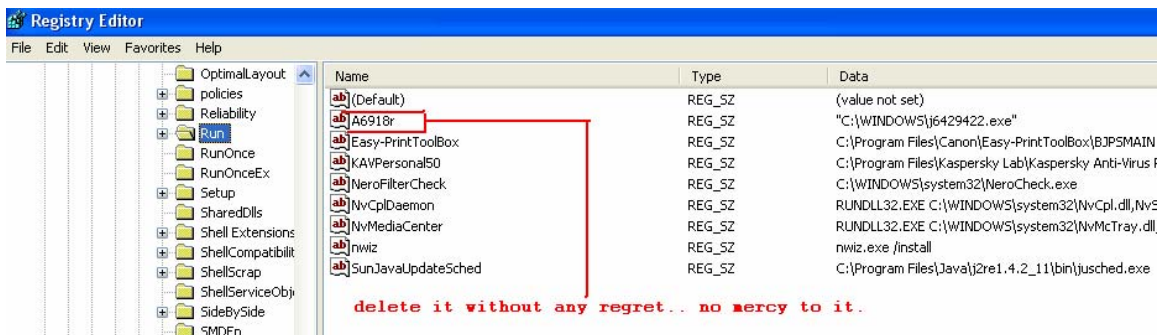 Registry Editor
File Edit View Favorites Help
OptimalLayout
policies
Reliability
Run
RunOnce
RunOnceEx
Setup
SharedDlls
Shell Extensions
ShellCompatibilit
ShellScrap
ShellServiceObj
SideBySide
SMDEn
Name Type Data
(Default) REG_SZ (value not set)
A6918r REG_SZ "C:\WINDOWS\j6429422.exe"
Easy-PrintToolBox REG_SZ C:\Program Files\Canon\Easy-PrintToolBox\BJPSMAIN
KAVPersonal50 REG_SZ C:\Program Files\Kaspersky Lab\Kaspersky Anti-Virus P
NeroFilterCheck REG_SZ C:\WINDOWS\system32\NeroCheck.exe
NvCplDaemon REG_SZ RUNDLL32.EXE C:\WINDOWS\system32\NvCpl.dll,NvS
NvMediaCenter REG_SZ RUNDLL32.EXE C:\WINDOWS\system32\NvMcTray.dll,
nwiz REG_SZ nwiz.exe /install
SunJavaUpdateSched REG_SZ C:\Program Files\Java\j2re1.4.2_11\bin\jusched.exe
delete it without any regret.. no mercy to it.